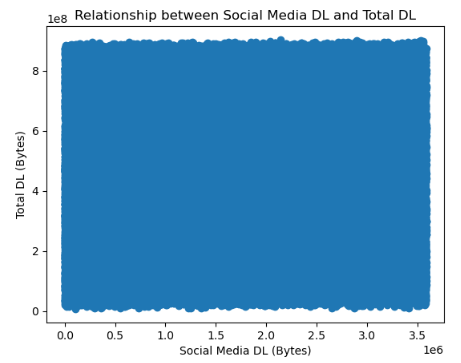 Relationship between Social Media DL and Total DL
1e8
8
6
4
2
0
Total DL (Bytes)
0.0 0.5 1.0 1.5 2.0 2.5 3.0 3.5
1e6
Social Media DL (Bytes)